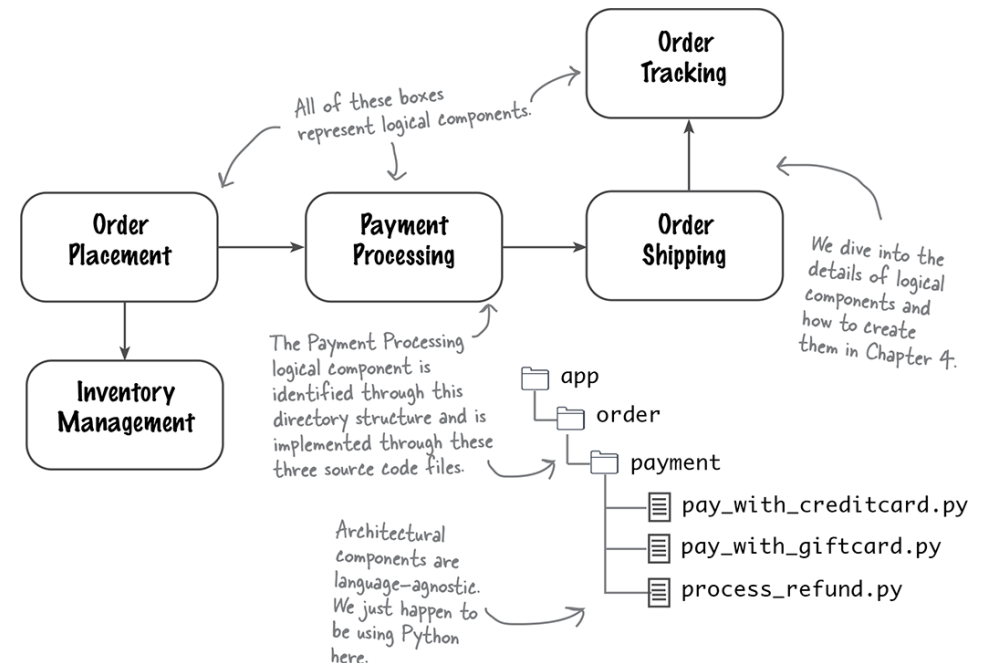 Order
Tracking
All of these boxes
represent logical components.
Order
Placement
Payment
Processing
Order
Shipping
We dive into the
details of logical
components and
how to create
them in Chapter 4.
Inventory
Management
The Payment Processing
logical component is
identified through this
directory structure and is
implemented through these
three source code files.
app
order
payment
pay_with_creditcard.py
pay_with_giftcard.py
process_refund.py
Architectural
components are
language-agnostic.
We just happen to
be using Python
here.